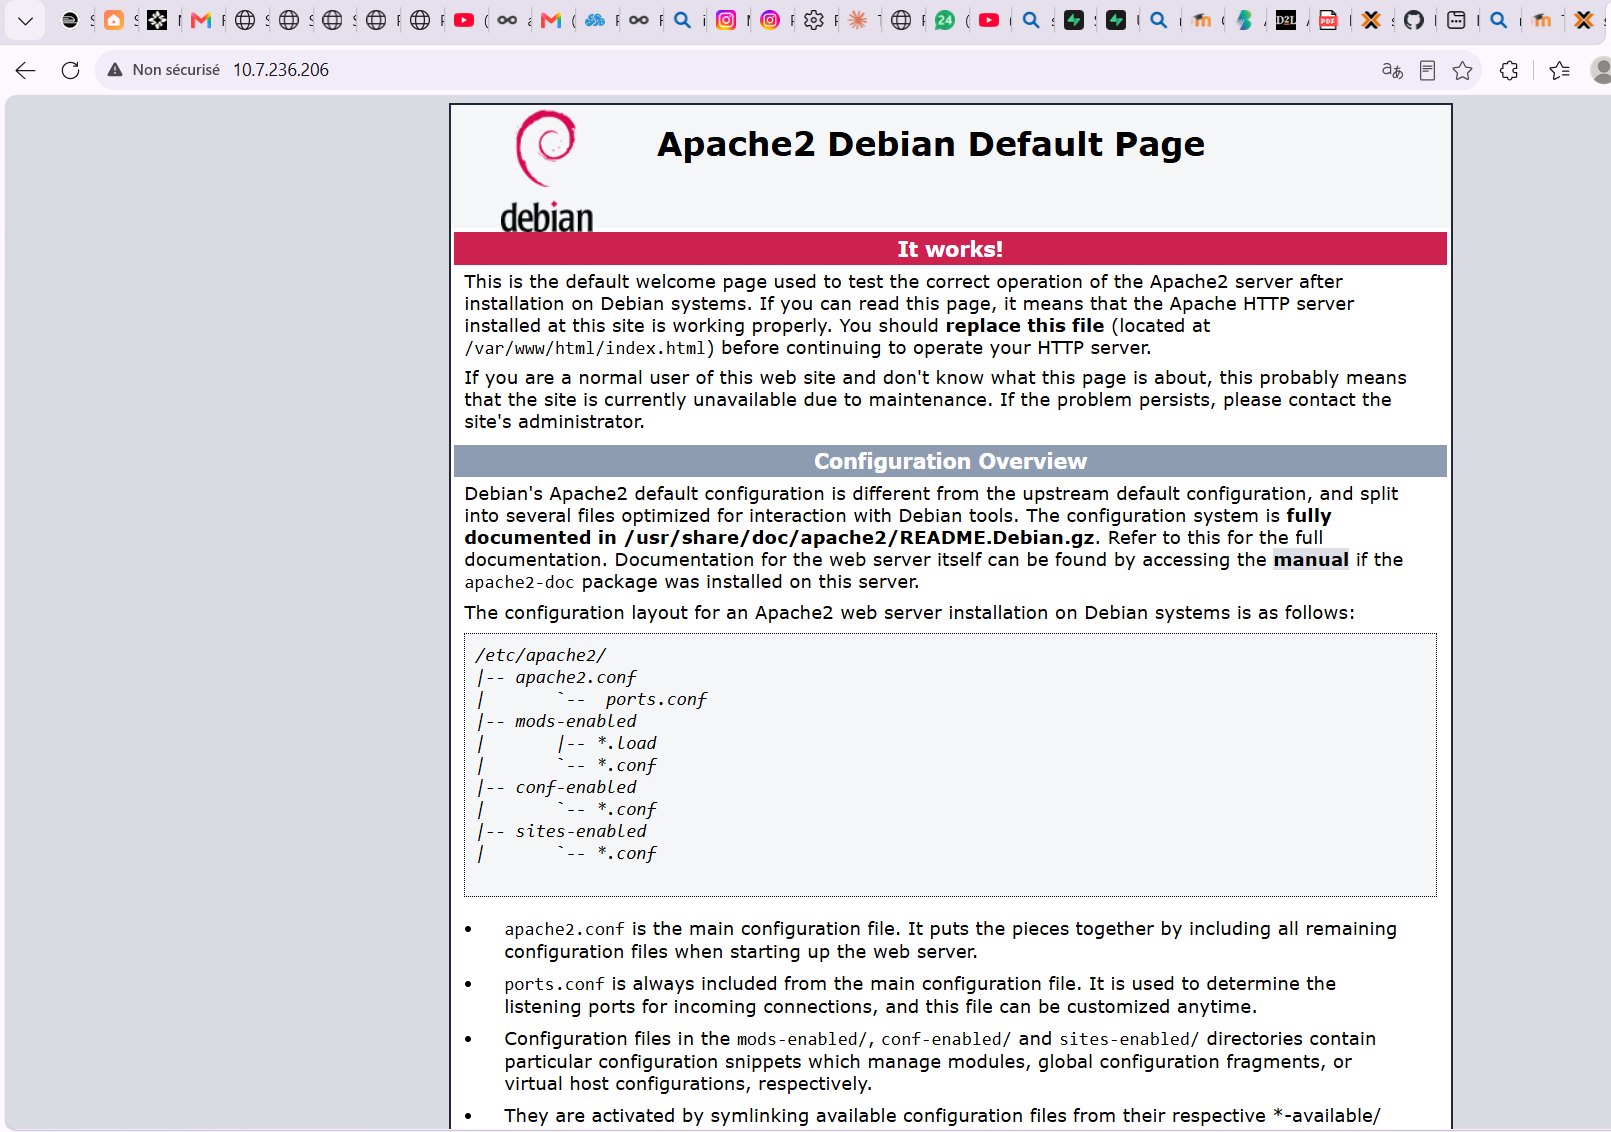 Non sécurisé 10.7.236.206
debian
Apache2 Debian Default Page
It works!
This is the default welcome page used to test the correct operation of the Apache2 server after
installation on Debian systems. If you can read this page, it means that the Apache HTTP server
installed at this site is working properly. You should replace this file (located at
/var/www/html/index.html) before continuing to operate your HTTP server.
If you are a normal user of this web site and don't know what this page is about, this probably means
that the site is currently unavailable due to maintenance. If the problem persists, please contact the
site's administrator.
Configuration Overview
Debian's Apache2 default configuration is different from the upstream default configuration, and split
into several files optimized for interaction with Debian tools. The configuration system is fully
documented in /usr/share/doc/apache2/README.Debian.gz. Refer to this for the full
documentation. Documentation for the web server itself can be found by accessing the manual if the
apache2-doc package was installed on this server.
The configuration layout for an Apache2 web server installation on Debian systems is as follows:
/etc/apache2/
|-- apache2.conf
|       `--  ports.conf
|-- mods-enabled
|       |-- *.load
|       `-- *.conf
|-- conf-enabled
|       `-- *.conf
|-- sites-enabled
|       `-- *.conf
• apache2.conf is the main configuration file. It puts the pieces together by including all remaining
configuration files when starting up the web server.
• ports.conf is always included from the main configuration file. It is used to determine the
listening ports for incoming connections, and this file can be customized anytime.
• Configuration files in the mods-enabled/, conf-enabled/ and sites-enabled/ directories contain
particular configuration snippets which manage modules, global configuration fragments, or
virtual host configurations, respectively.
• They are activated by symlinking available configuration files from their respective *-available/